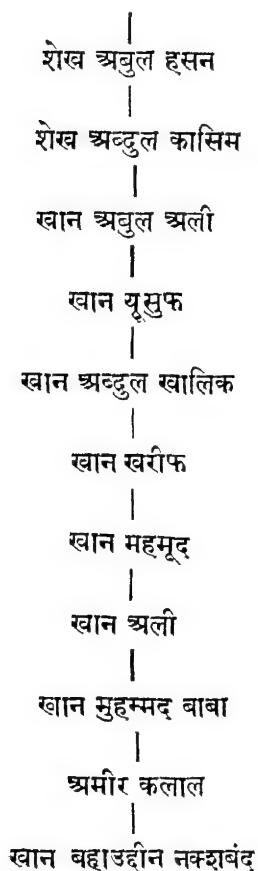 शेख अबुल हसन
शेख अब्दुल कासिम
खान अबुल अली
खान यूसुफ
खान अब्दुल खालिक
खान खरीफ
खान महमूद
खान अली
खान मुहम्मद बाबा
अमीर कलाल
खान बहाउद्दीन नक्शबंद